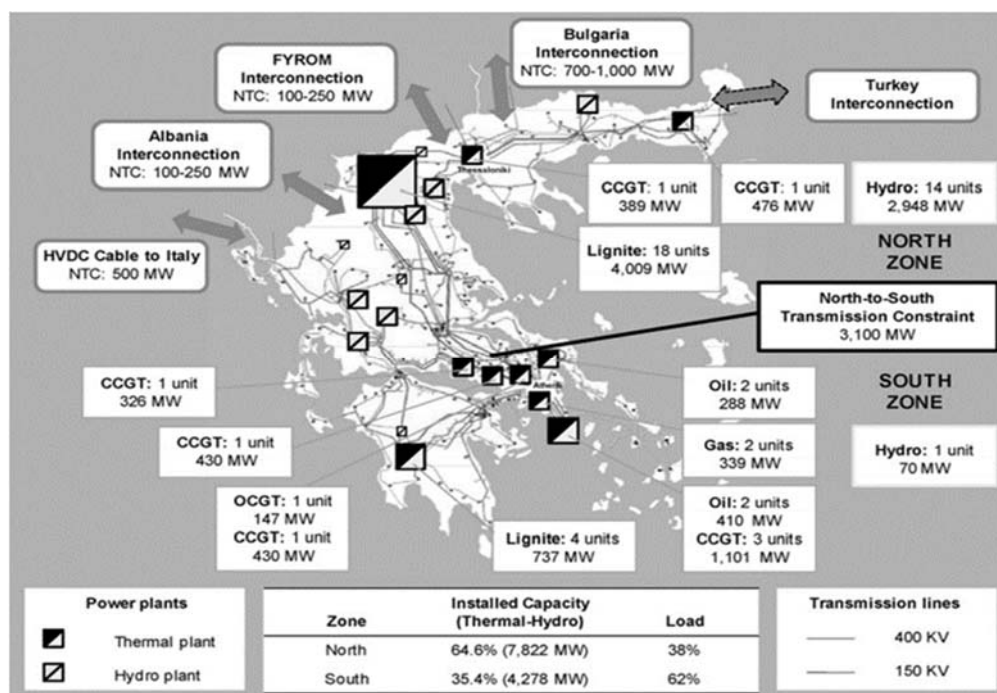 Bulgaria
Interconnection
NTC: 700-1,000 MW
FYROM
Interconnection
NTC: 100-250 MW
Turkey
Interconnection
Albania
Interconnection
NTC: 100-250 MW
Thessaloniki
CCGT: 1 unit
389 MW
CCGT: 1 unit
476 MW
Hydro: 14 units
2,948 MW
HVDC Cable to Italy
NTC: 500 MW
Lignite: 18 units
4,009 MW
NORTH
ZONE
North-to-South
Transmission Constraint
3,100 MW
SOUTH
ZONE
Athens
CCGT: 1 unit
326 MW
Oil: 2 units
288 MW
CCGT: 1 unit
430 MW
Gas: 2 units
339 MW
Hydro: 1 unit
70 MW
OCGT: 1 unit
147 MW
CCGT: 1 unit
430 MW
Lignite: 4 units
737 MW
Oil: 2 units
410 MW
CCGT: 3 units
1,101 MW
Power plants
Thermal plant
Hydro plant
Zone Installed Capacity (Thermal-Hydro) Load
North 64.6% (7,822 MW) 38%
South 35.4% (4,278 MW) 62%
Transmission lines
400 KV
150 KV